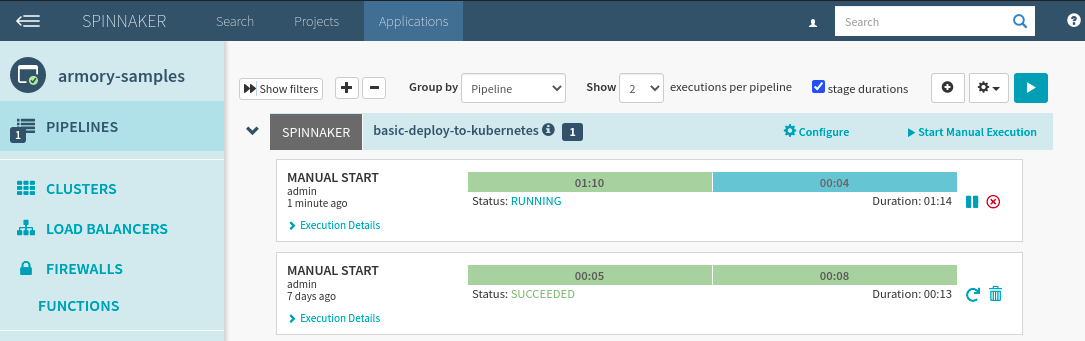 SPINNAKER Search Projects Applications Search
armory-samples
Show filters Group by Pipeline Show 2 executions per pipeline stage durations
1 PIPELINES
SPINNAKER basic-deploy-to-kubernetes 1 Configure Start Manual Execution
MANUAL START 01:10 00:04
admin
1 minute ago Status: RUNNING Duration: 01:14
Execution Details
CLUSTERS
LOAD BALANCERS
FIREWALLS
FUNCTIONS
MANUAL START 00:05 00:08
admin
7 days ago Status: SUCCEEDED Duration: 00:13
Execution Details